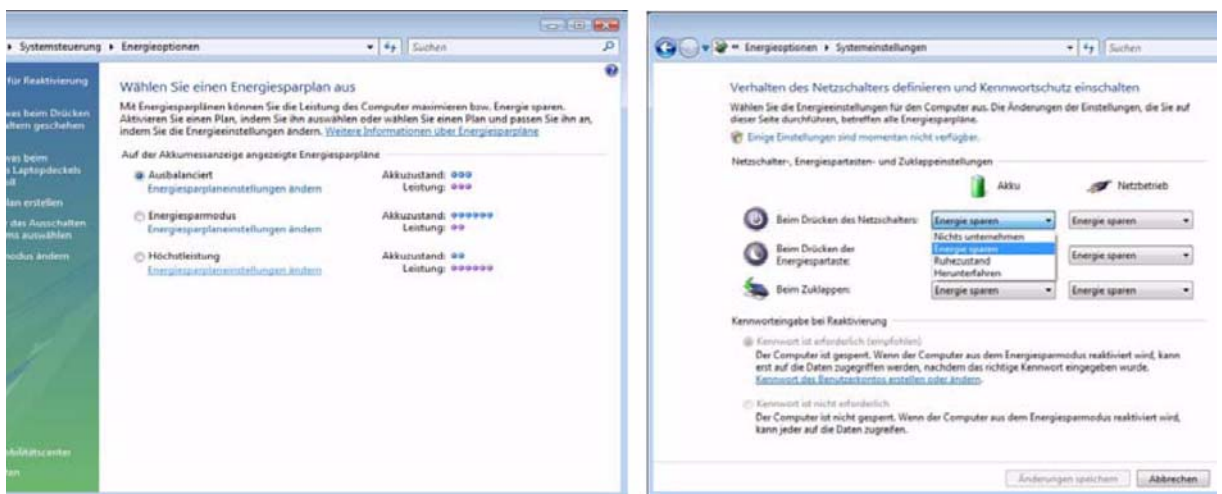 Systemsteuerung ▸ Energieoptionen
Suchen
für Reaktivierung
was beim Drücken
geschehen
was beim
Laptopdeckels
erstellen
das Ausschalten
auswählen
ändern
Wählen Sie einen Energiesparplan aus
Mit Energiesparplänen können Sie die Leistung des Computer maximieren bzw. Energie sparen.
Aktivieren Sie einen Plan, indem Sie ihn auswählen oder wählen Sie einen Plan und passen Sie ihn an,
indem Sie die Energieeinstellungen ändern. Weitere Informationen über Energiesparpläne
Auf der Akkumessanzeige angezeigte Energiesparpläne
Ausbalanciert Akkuzustand:
Energiesparplaneinstellungen ändern Leistung:
Energiesparmodus Akkuzustand:
Energiesparplaneinstellungen ändern Leistung:
Höchstleistung Akkuzustand:
Energiesparplaneinstellungen ändern Leistung:
Energieoptionen ▸ Systemeinstellungen
Suchen
Verhalten des Netzschalters definieren und Kennwortschutz einschalten
Wählen Sie die Energieeinstellungen für den Computer aus. Die Änderungen der Einstellungen, die Sie auf
dieser Seite durchführen, betreffen alle Energiesparpläne.
Einige Einstellungen sind momentan nicht verfügbar.
Netzschalter-, Energiespartasten- und Zuklappeinstellungen
Akku Netzbetrieb
Beim Drücken des Netzschalters: Energie sparen Energie sparen
Nichts unternehmen
Energie sparen
Ruhezustand
Herunterfahren
Beim Drücken der
Energiespartaste: Energie sparen
Beim Zuklappen: Energie sparen Energie sparen
Kennworteingabe bei Reaktivierung
Kennwort ist erforderlich (empfohlen)
Der Computer ist gesperrt. Wenn der Computer aus dem Energiesparmodus reaktiviert wird, kann
erst auf die Daten zugegriffen werden, nachdem das richtige Kennwort eingegeben wurde.
Kennwort des Benutzerkontos erstellen oder ändern.
Kennwort ist nicht erforderlich
Der Computer ist nicht gesperrt. Wenn der Computer aus dem Energiesparmodus reaktiviert wird,
kann jeder auf die Daten zugreifen.
Änderungen speichern Abbrechen